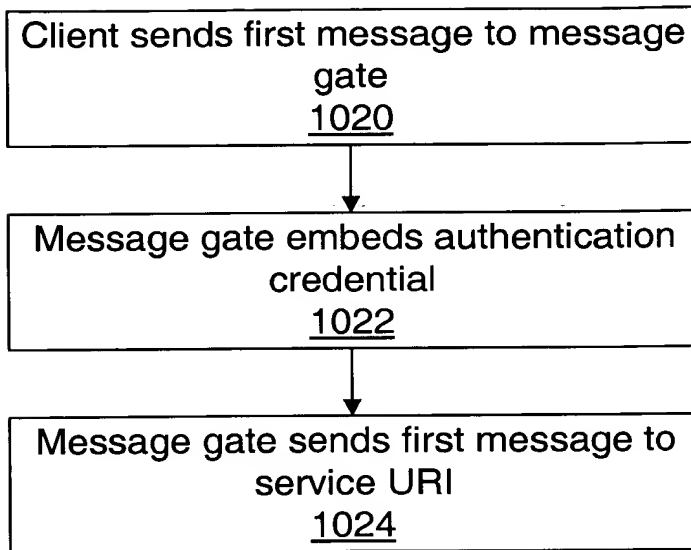 Client sends first message to message
gate
1020
Message gate embeds authentication
credential
1022
Message gate sends first message to
service URI
1024